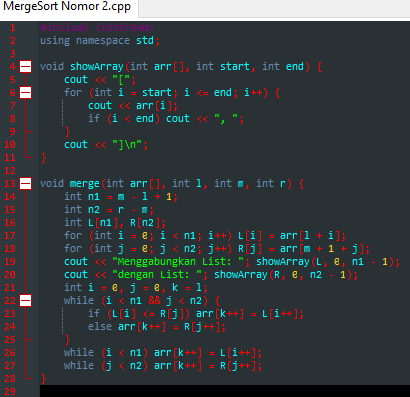 MergeSort Nomor 2.cpp
1 #include <iostream>
2 using namespace std;
3
4 void showArray(int arr[], int start, int end) {
5 cout << "[";
6 for (int i = start; i <= end; i++) {
7 cout << arr[i];
8 if (i < end) cout << ", ";
9 }
10 cout << "]\n";
11 }
12
13 void merge(int arr[], int l, int m, int r) {
14 int n1 = m - l + 1;
15 int n2 = r - m;
16 int L[n1], R[n2];
17 for (int i = 0; i < n1; i++) L[i] = arr[l + i];
18 for (int j = 0; j < n2; j++) R[j] = arr[m + 1 + j];
19 cout << "Menggabungkan List: "; showArray(L, 0, n1 - 1);
20 cout << "dengan List: "; showArray(R, 0, n2 - 1);
21 int i = 0, j = 0, k = l;
22 while (i < n1 && j < n2) {
23 if (L[i] <= R[j]) arr[k++] = L[i++];
24 else arr[k++] = R[j++];
25 }
26 while (i < n1) arr[k++] = L[i++];
27 while (j < n2) arr[k++] = R[j++];
28 }
29